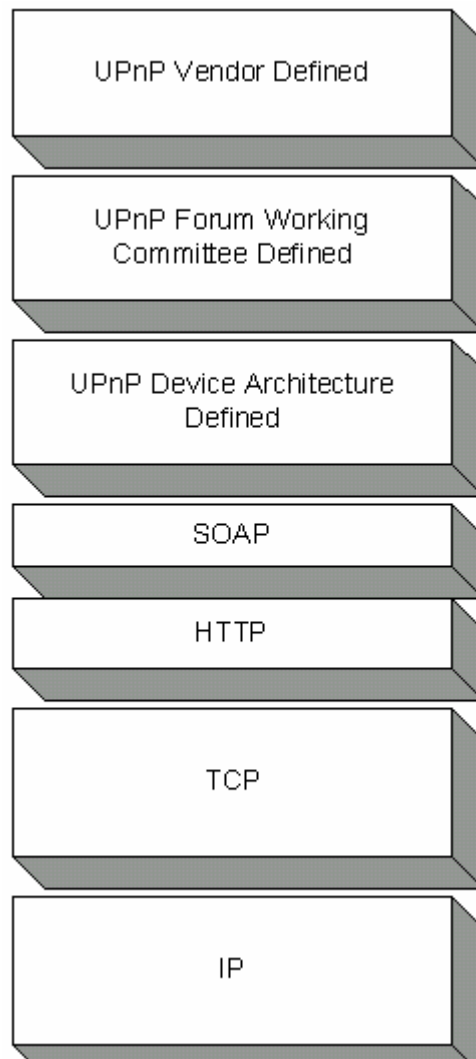 UPnP Vendor Defined
UPnP Forum Working
Committee Defined
UPnP Device Architecture
Defined
SOAP
HTTP
TCP
IP